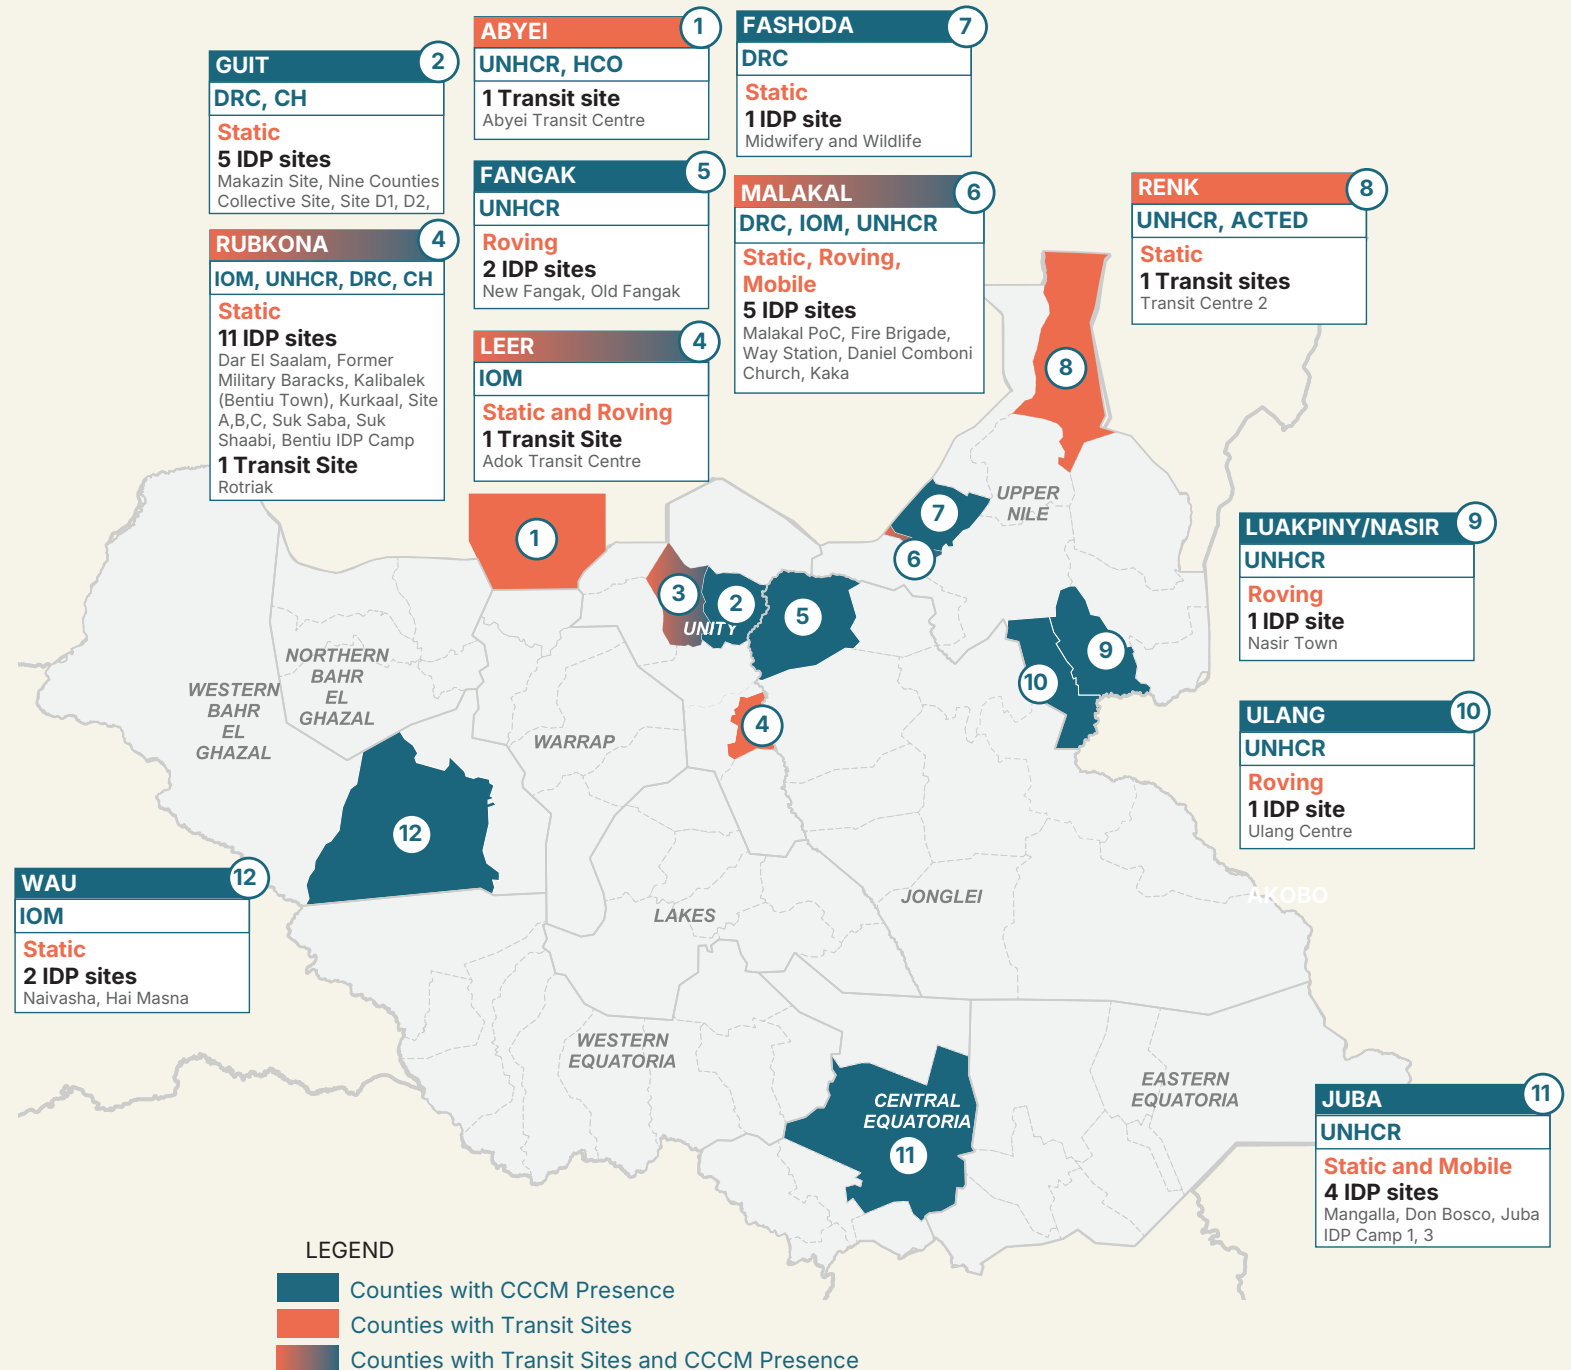 ABYEI
1
UNHCR, HCO
1 Transit site
Abyei Transit Centre
FASHODA
7
DRC
Static
1 IDP site
Midwifery and Wildlife
GUIT
2
DRC, CH
Static
5 IDP sites
Makazin Site, Nine Counties
Collective Site, Site D1, D2,
FANGAK
5
UNHCR
Roving
2 IDP sites
New Fangak, Old Fangak
MALAKAL
6
DRC, IOM, UNHCR
Static, Roving,
Mobile
5 IDP sites
Malakal PoC, Fire Brigade,
Way Station, Daniel Comboni
Church, Kaka
RENK
8
UNHCR, ACTED
Static
1 Transit sites
Transit Centre 2
RUBKONA
4
IOM, UNHCR, DRC, CH
Static
11 IDP sites
Dar El Saalam, Former
Military Baracks, Kalibalek
(Bentiu Town), Kurkaal, Site
A,B,C, Suk Saba, Suk
Shaabi, Bentiu IDP Camp
1 Transit Site
Rotriak
LEER
4
IOM
Static and Roving
1 Transit Site
Adok Transit Centre
8
UPPER
NILE
7
6
1
3
2
5
UNITY
9
10
4
LUAKPINY/NASIR
9
UNHCR
Roving
1 IDP site
Nasir Town
ULANG
10
UNHCR
Roving
1 IDP site
Ulang Centre
NORTHERN
BAHR
EL
GHAZAL
WESTERN
BAHR
EL
GHAZAL
WARRAP
12
WAU
12
IOM
Static
2 IDP sites
Naivasha, Hai Masna
LAKES
JONGLEI
AKOBO
WESTERN
EQUATORIA
CENTRAL
EQUATORIA
11
EASTERN
EQUATORIA
JUBA
11
UNHCR
Static and Mobile
4 IDP sites
Mangalla, Don Bosco, Juba
IDP Camp 1, 3
LEGEND
Counties with CCCM Presence
Counties with Transit Sites
Counties with Transit Sites and CCCM Presence